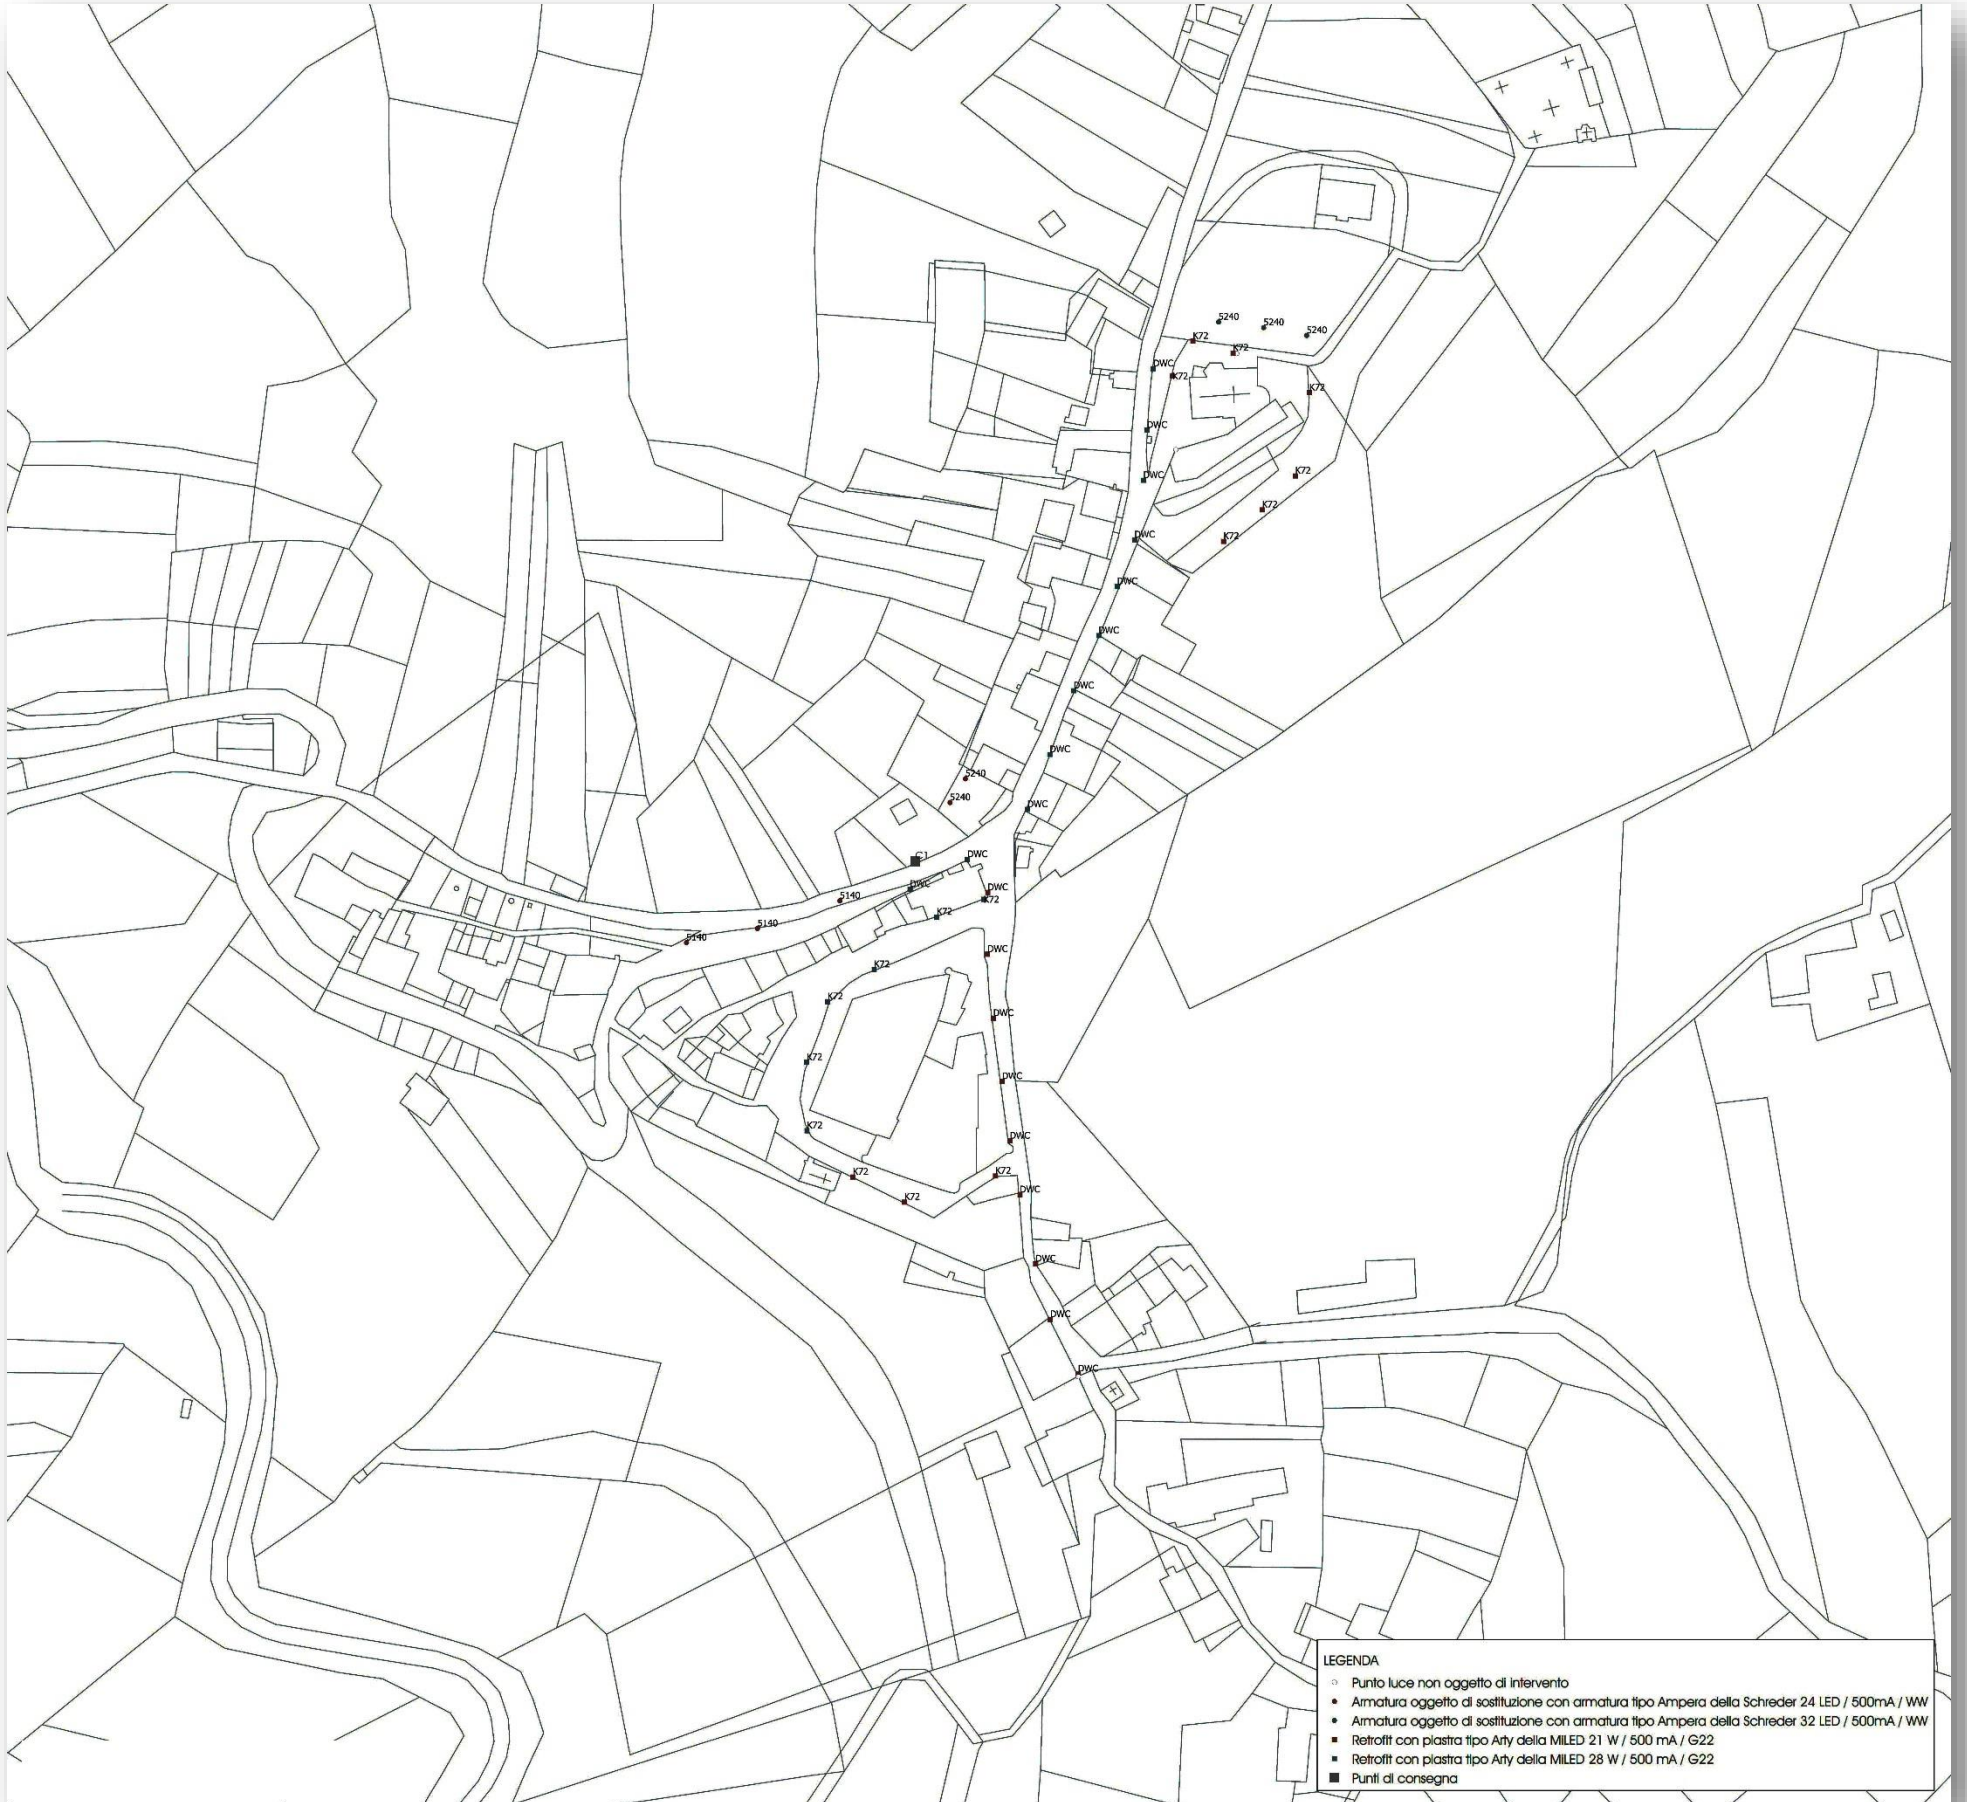 5240
5240
5240
K72
K72
DWC
K72
K72
DWC
K72
DWC
K72
DWC
K72
DWC
DWC
DWC
DWC
5240
5240
DWC
DWC
DWC
DWC
K72
5140
K72
5140
5140
DWC
K72
K72
DWC
K72
DWC
K72
DWC
K72
K72
K72
DWC
DWC
DWC
DWC
LEGENDA
Punto luce non oggetto di intervento
Armatura oggetto di sostituzione con armatura tipo Ampera della Schreder 24 LED / 500mA / WW
Armatura oggetto di sostituzione con armatura tipo Ampera della Schreder 32 LED / 500mA / WW
Retrofit con piastra tipo Arty della MILED 21 W / 500 mA / G22
Retrofit con piastra tipo Arty della MILED 28 W / 500 mA / G22
Punti di consegna